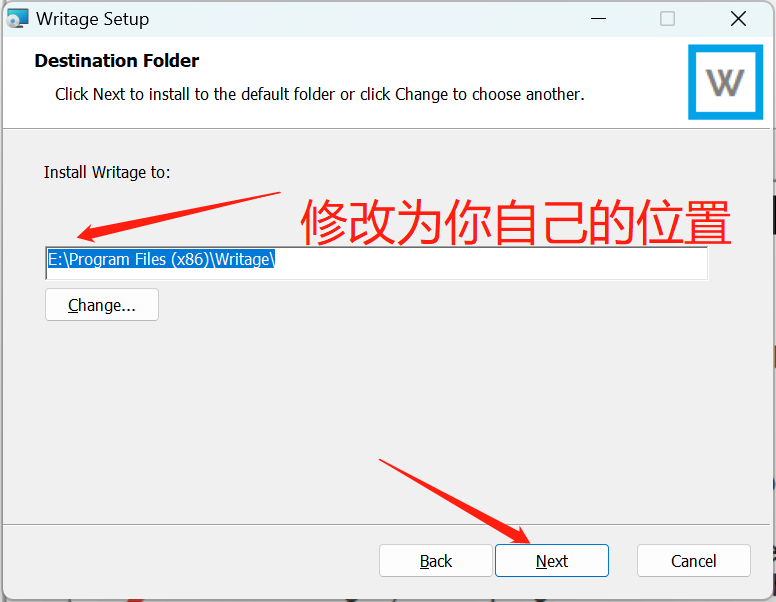 Writage Setup
Destination Folder
Click Next to install to the default folder or click Change to choose another.
W
Install Writage to:
修改为你自己的位置
E:\Program Files (x86)\Writage\
Change...
Back
Next
Cancel